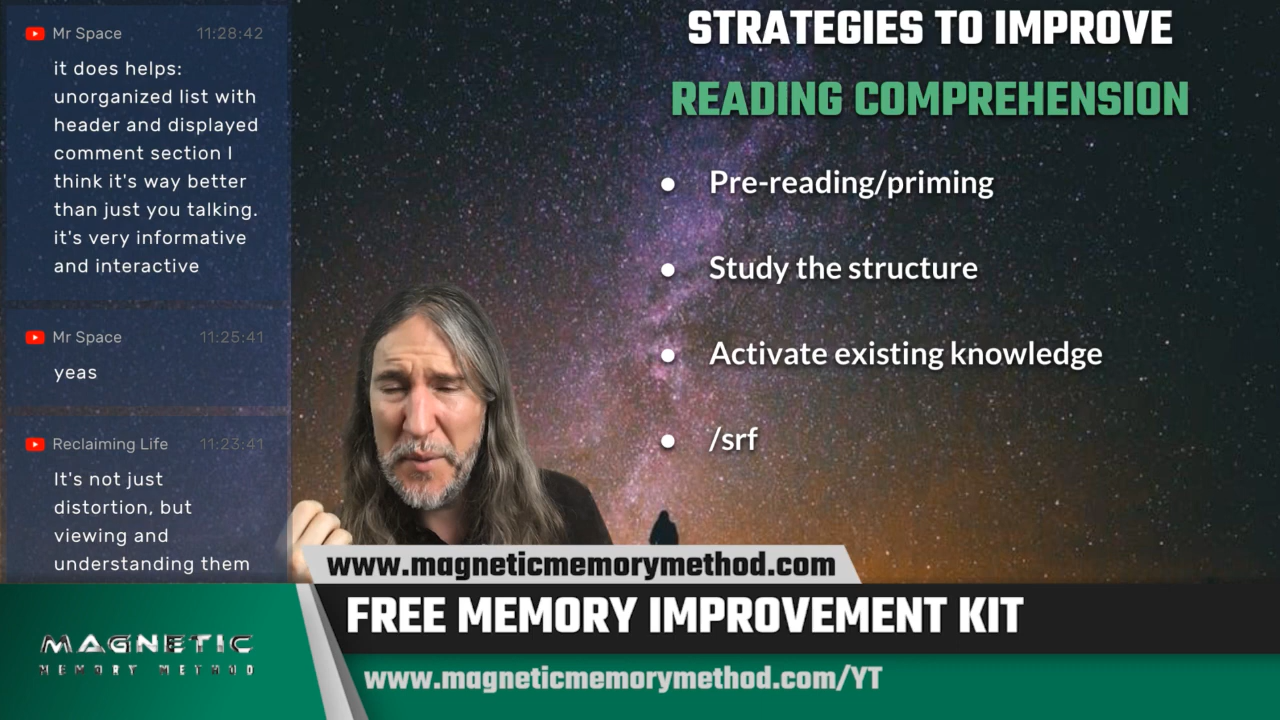 Mr Space 11:28:42
it does helps:
unorganized list with
header and displayed
comment section I
think it's way better
than just you talking.
it's very informative
and interactive
Mr Space 11:25:41
yeas
Reclaiming Life 11:23:41
It's not just
distortion, but
viewing and
understanding them
STRATEGIES TO IMPROVE
READING COMPREHENSION
• Pre-reading/priming
• Study the structure
• Activate existing knowledge
• /srf
www.magneticmemorymethod.com
FREE MEMORY IMPROVEMENT KIT
www.magneticmemorymethod.com/YT
MAGNETIC
MEMORY METHOD